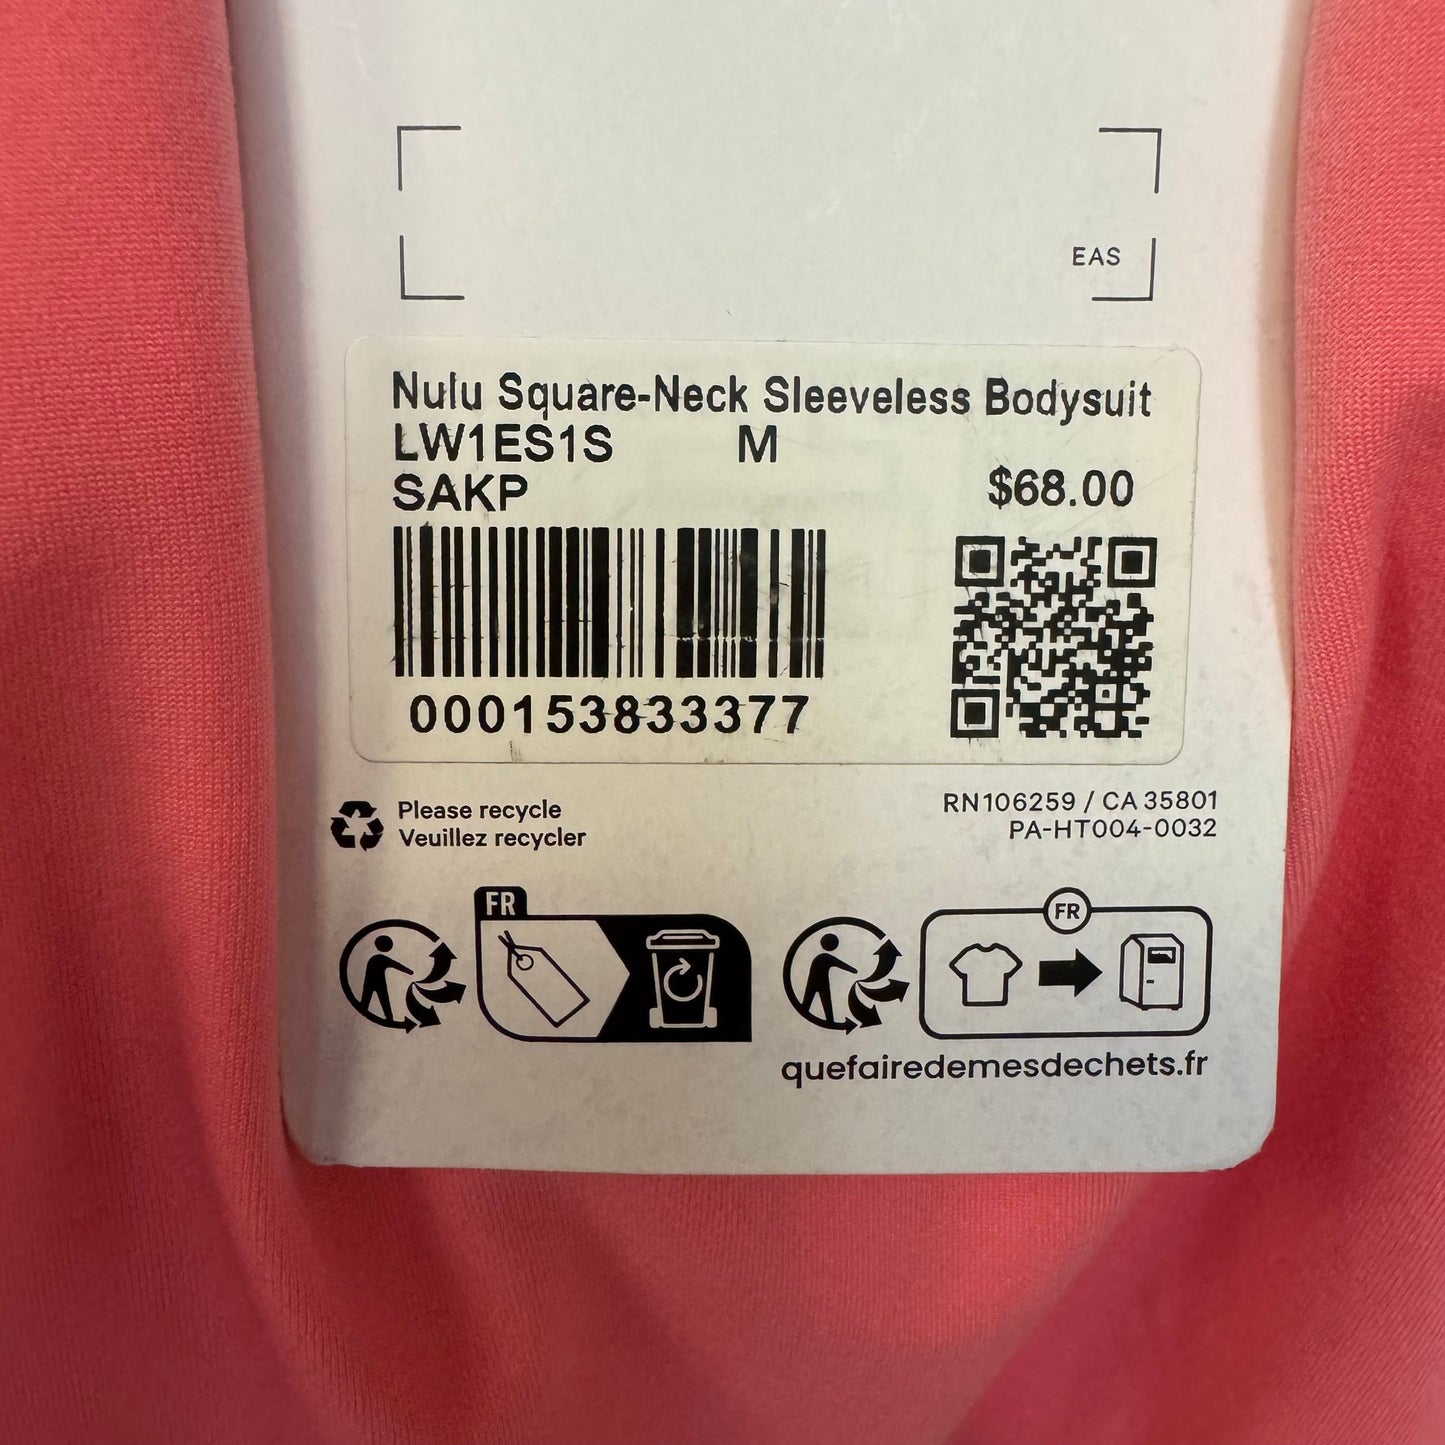 EAS
Nulu Square-Neck Sleeveless Bodysuit
LW1ES1S M
SAKP $68.00
000153833377
Please recycle
Veuillez recycler
RN106259 / CA 35801
PA-HT004-0032
FR
FR
quefairedemesdechets.fr